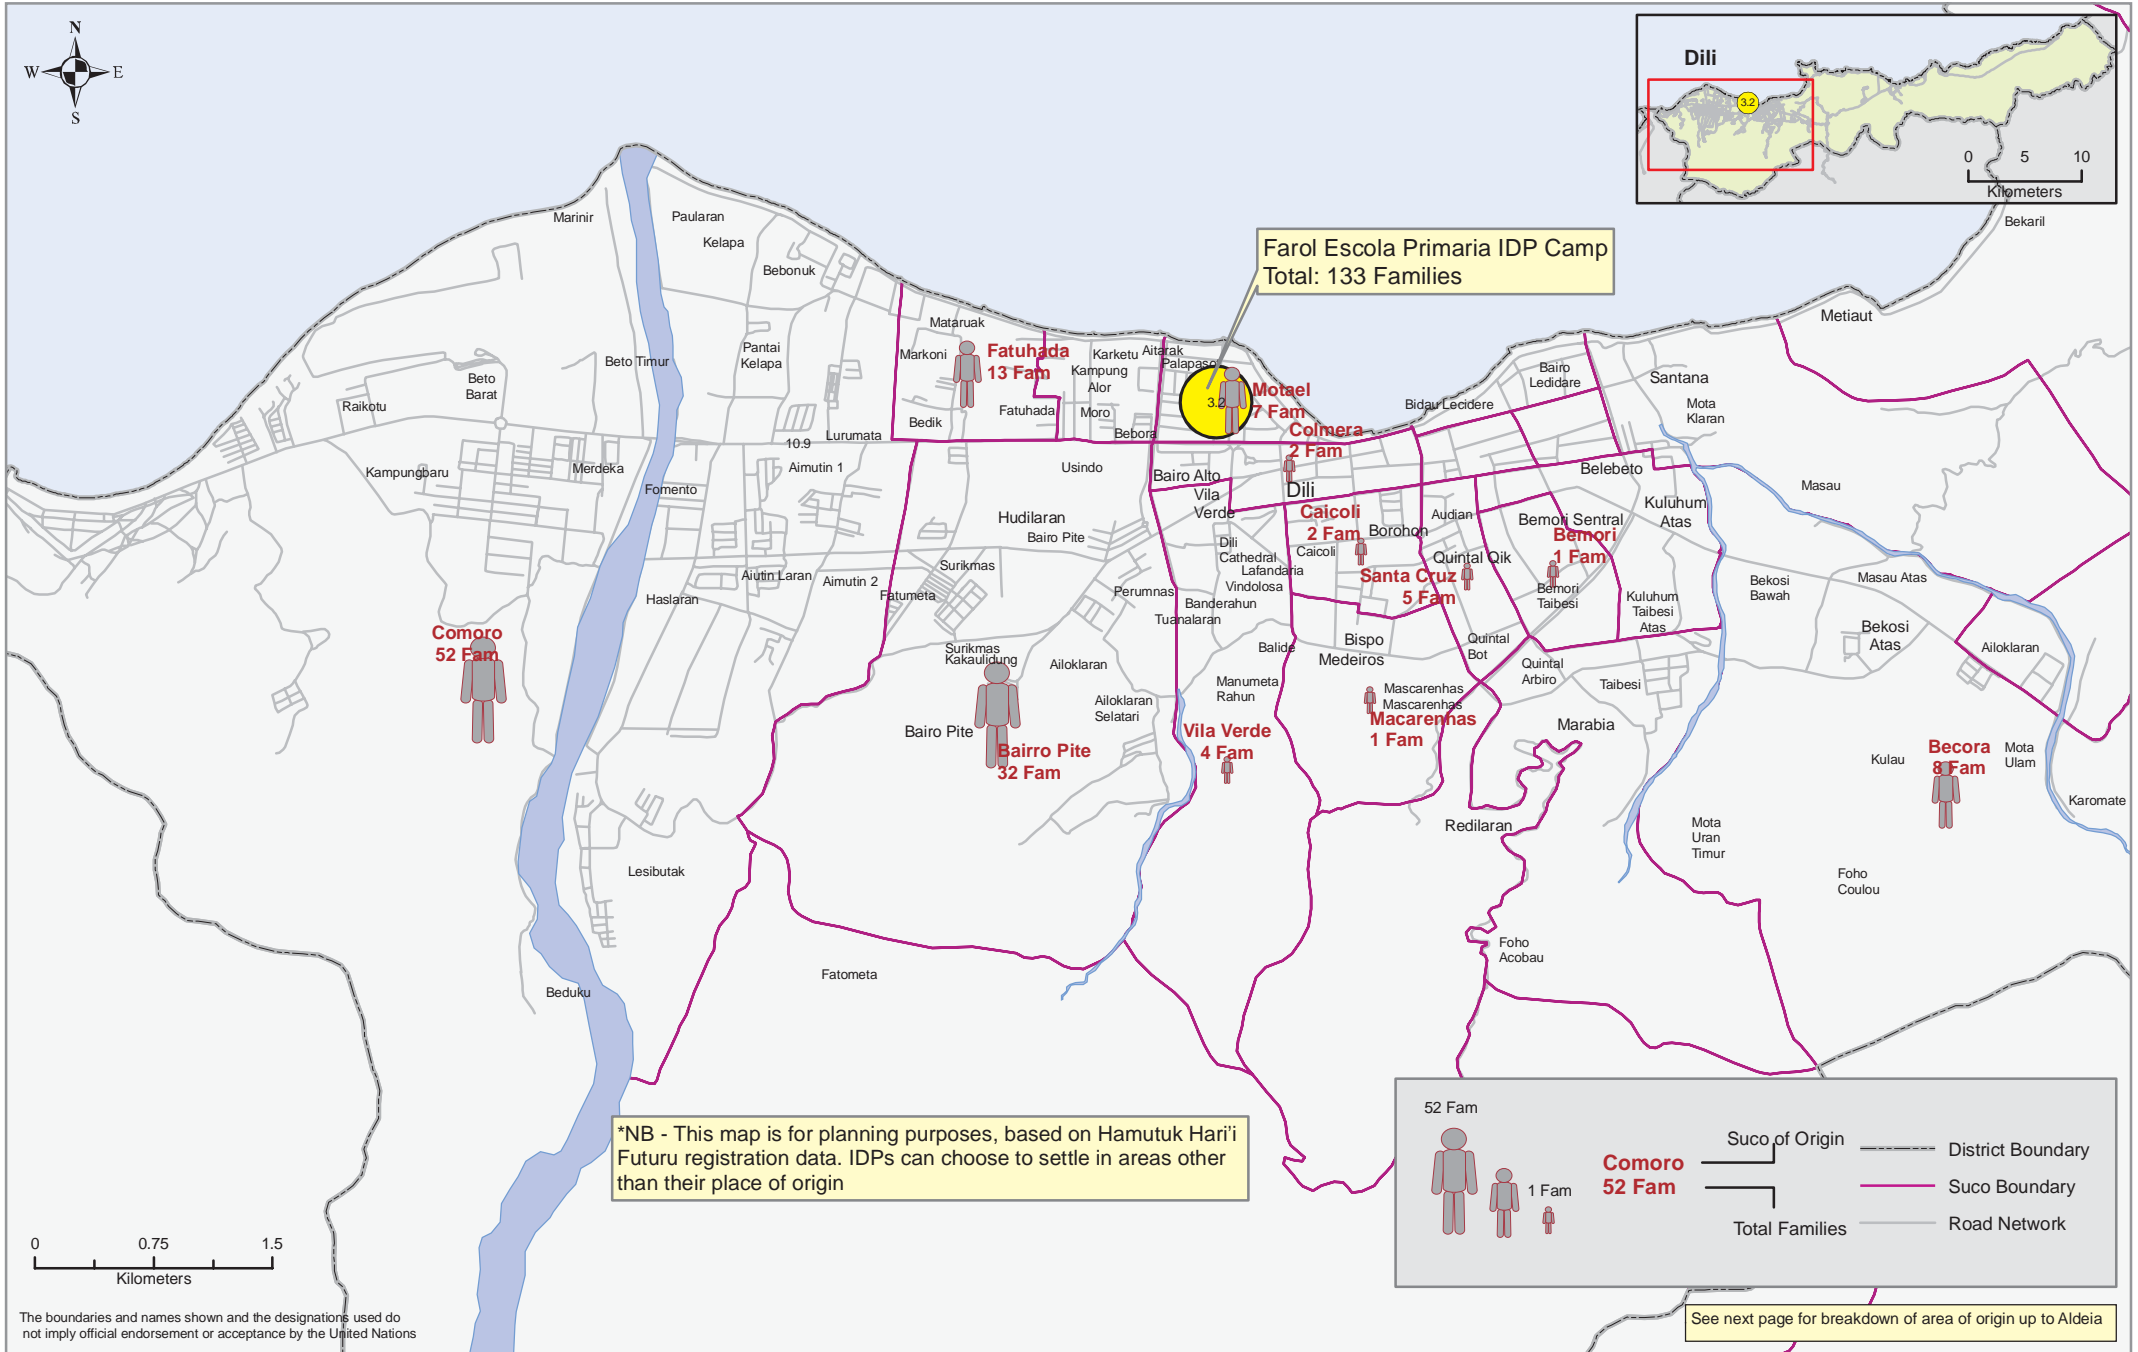 N
W
E
S
Dili
3.2
0 5 10
Kilometers
Bekaril
Farol Escola Primaria IDP Camp
Total: 133 Families
Marinir
Paularan
Kelapa
Bebonuk
Metiaut
Mataruak
Markoni
Fatuhada
13 Fam
Karketu
Aitarak
Palapaso
Kampung
Alor
Pantai
Kelapa
Beto Timur
Beto
Barat
Raikotu
Bedik
Fatuhada
Moro
Bebora
3.2
Motael
7 Fam
Bairo
Ledidare
Santana
Mota
Klaran
Bidau Lecidere
Colmera
2 Fam
10.9
Lurumata
Kampungbaru
Merdeka
Fomento
Aimutin 1
Usindo
Bairo Alto
Vila
Verde
Dili
Belebeto
Masau
Kuluhum
Atas
Hudilaran
Bairo Pite
Caicoli
2 Fam
Borohon
Audian
Bemori Sentral
Bemori
1 Fam
Dili
Cathedral
Lafandaria
Vindolosa
Caicoli
Quintal Qik
Santa Cruz
5 Fam
Bemori
Taibesi
Surikmas
Aiutin Laran
Aimutin 2
Fatumeta
Haslaran
Perumnas
Banderahun
Tuanalaran
Kuluhum
Taibesi
Atas
Bekosi
Bawah
Masau Atas
Bekosi
Atas
Ailoklaran
Comoro
52 Fam
Surikmas
Kakaulidung
Ailoklaran
Balide
Bispo
Medeiros
Quintal
Bot
Quintal
Arbiro
Taibesi
Manumeta
Rahun
Mascarenhas
Mascarenhas
Macarenhas
1 Fam
Ailoklaran
Selatari
Bairo Pite
Bairro Pite
32 Fam
Vila Verde
4 Fam
Marabia
Becora
8 Fam
Kulau
Mota
Ulam
Karomate
Redilaran
Mota
Uran
Timur
Foho
Coulou
Lesibutak
Foho
Acobau
Fatometa
Beduku
*NB - This map is for planning purposes, based on Hamutuk Hari'i
Futuru registration data. IDPs can choose to settle in areas other
than their place of origin
52 Fam
1 Fam
Comoro
52 Fam
Suco of Origin
Total Families
District Boundary
Suco Boundary
Road Network
0 0.75 1.5
Kilometers
The boundaries and names shown and the designations used do
not imply official endorsement or acceptance by the United Nations
See next page for breakdown of area of origin up to Aldeia